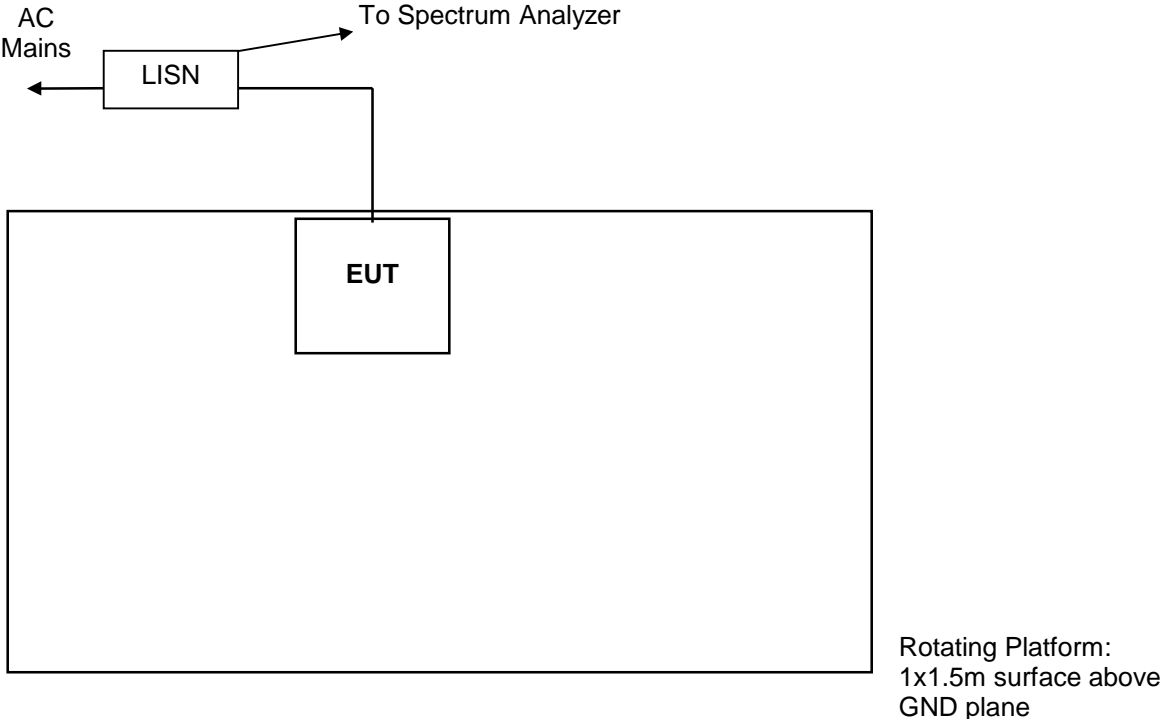 AC
Mains
To Spectrum Analyzer
LISN
EUT
Rotating Platform:
1x1.5m surface above
GND plane